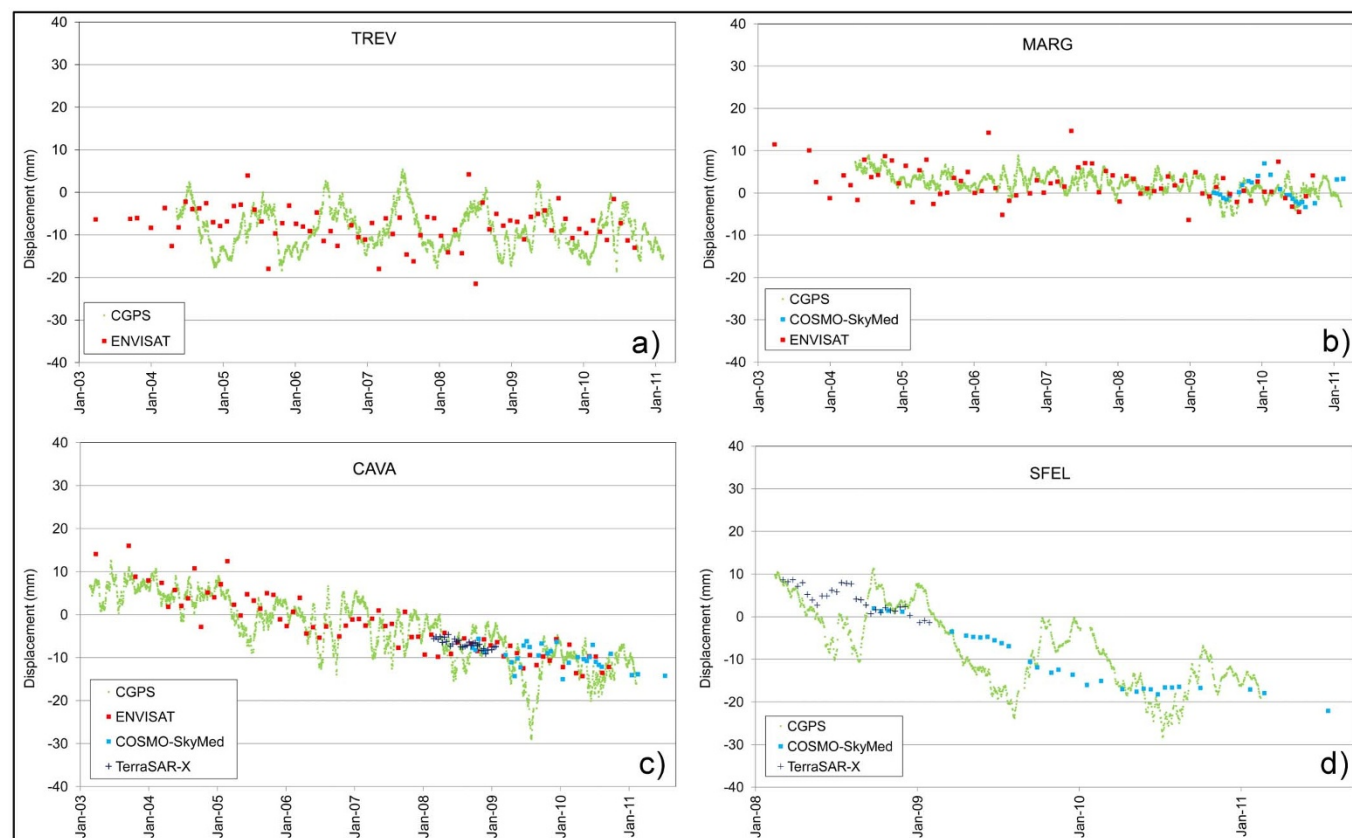 TREV
Displacement (mm)
40
30
20
10
0
-10
-20
-30
-40
CGPS
ENVISAT
a)
Jan-03
Jan-04
Jan-05
Jan-06
Jan-07
Jan-08
Jan-09
Jan-10
Jan-11
MARG
Displacement (mm)
40
30
20
10
0
-10
-20
-30
-40
CGPS
COSMO-SkyMed
ENVISAT
b)
Jan-03
Jan-04
Jan-05
Jan-06
Jan-07
Jan-08
Jan-09
Jan-10
Jan-11
CAVA
Displacement (mm)
40
30
20
10
0
-10
-20
-30
-40
CGPS
ENVISAT
COSMO-SkyMed
TerraSAR-X
c)
Jan-03
Jan-04
Jan-05
Jan-06
Jan-07
Jan-08
Jan-09
Jan-10
Jan-11
SFEL
Displacement (mm)
40
30
20
10
0
-10
-20
-30
-40
CGPS
COSMO-SkyMed
TerraSAR-X
d)
Jan-08
Jan-09
Jan-10
Jan-11